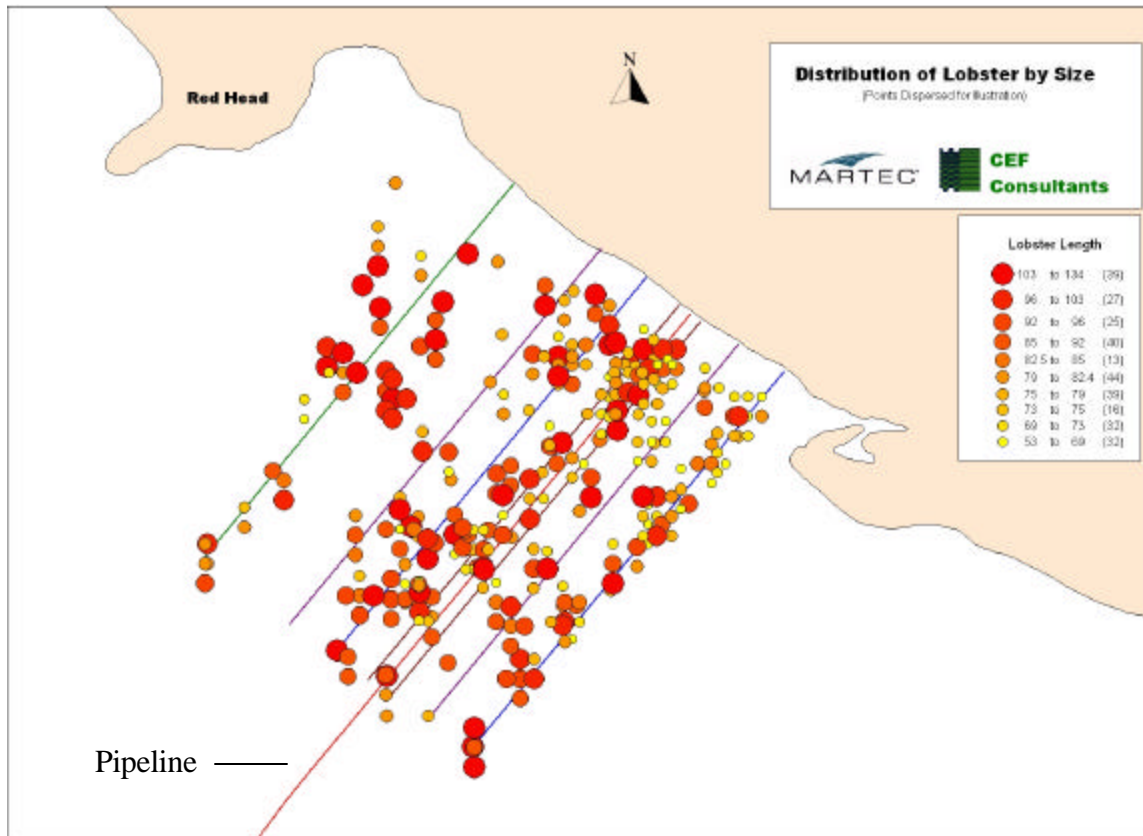 Red Head
N
Distribution of Lobster by Size
(Points Dispersed for Illustration)
MARTEC
CEF
Consultants
Lobster Length
103 to 134 (39)
96 to 103 (27)
92 to 96 (25)
85 to 92 (40)
82.5 to 85 (13)
79 to 82.4 (44)
75 to 79 (39)
73 to 75 (16)
69 to 73 (32)
53 to 69 (32)
Pipeline